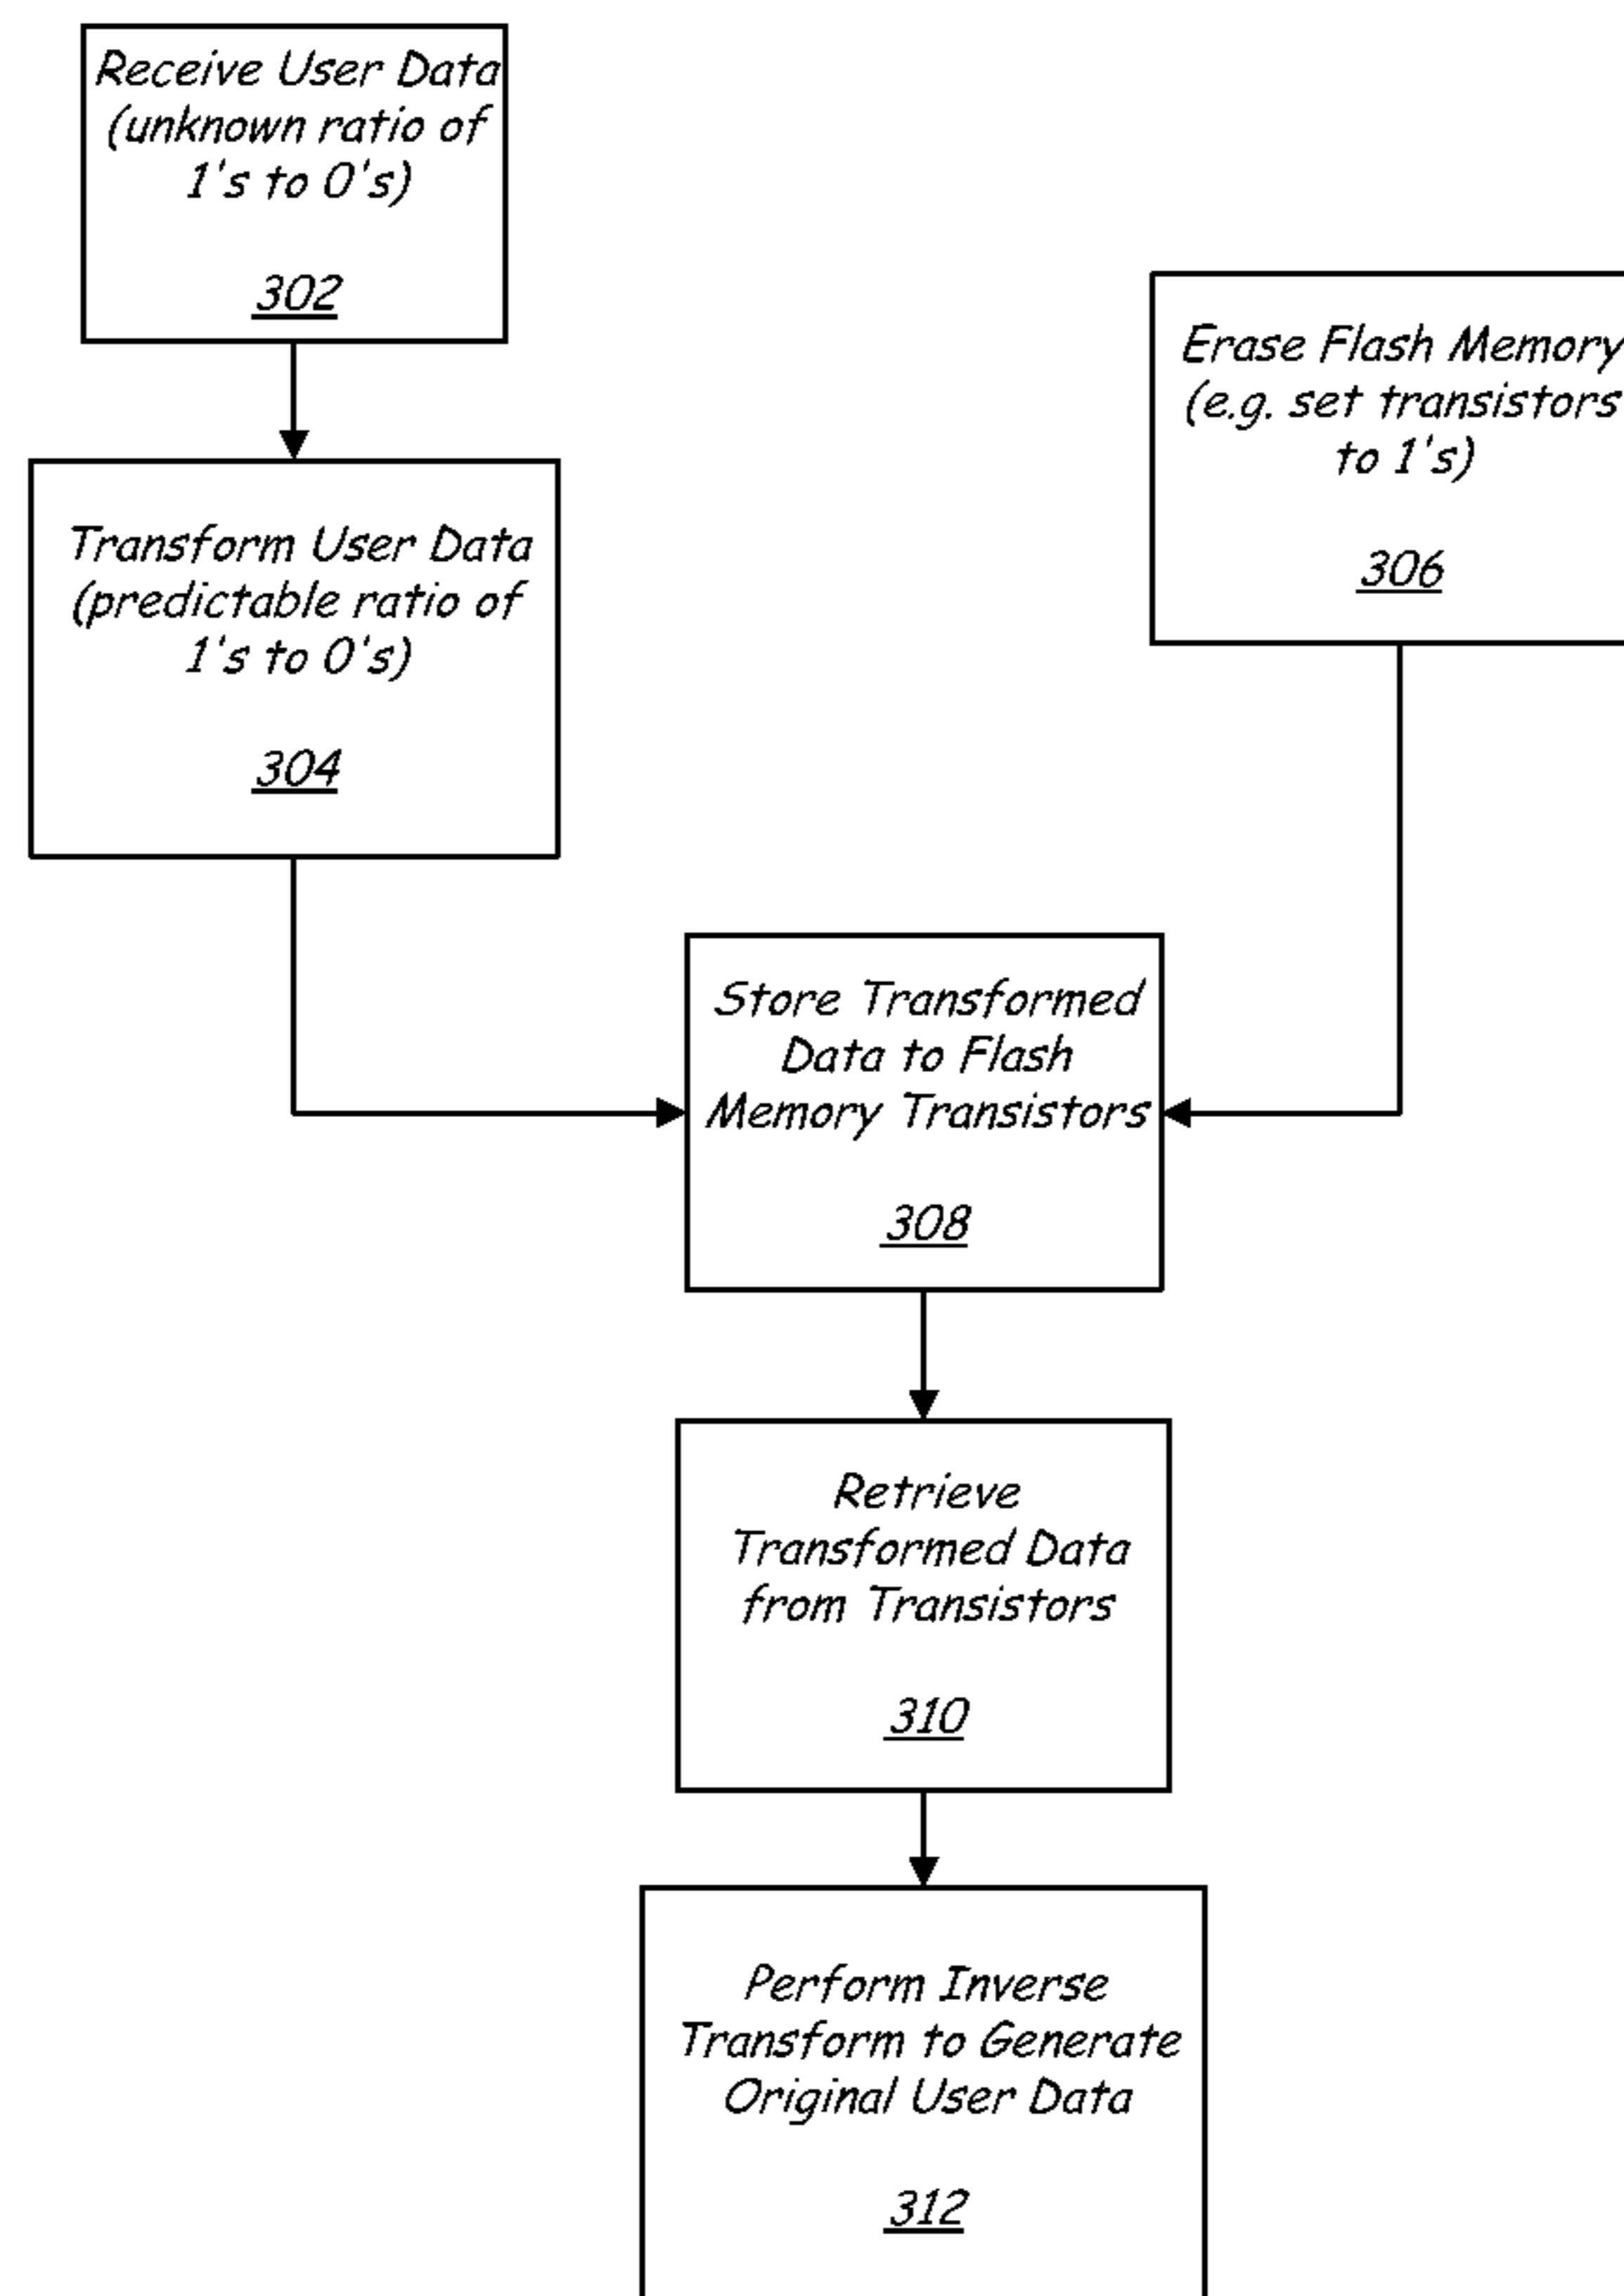 Receive User Data
(unknown ratio of
1's to 0's)
302
Erase Flash Memory
(e.g. set transistors
to 1's)
306
Transform User Data
(predictable ratio of
1's to 0's)
304
Store Transformed
Data to Flash
Memory Transistors
308
Retrieve
Transformed Data
from Transistors
310
Perform Inverse
Transform to Generate
Original User Data
312